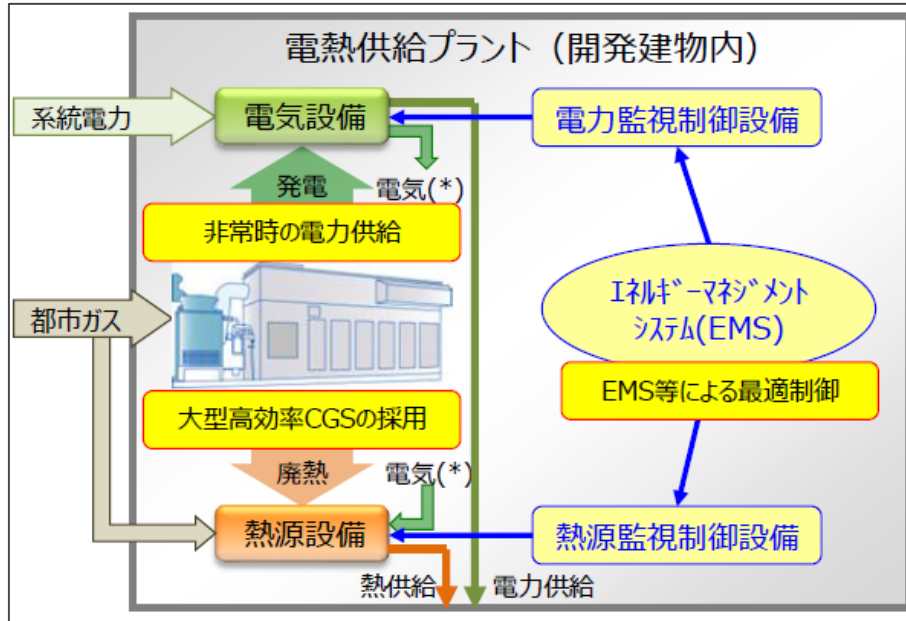 電熱供給プラント（開発建物内）
系統電力
電気設備
電力監視制御設備
発電
電気(*)
非常時の電力供給
都市ガス
ｴﾈﾙｷﾞｰﾏﾈｼﾞﾒﾝﾄ
ｼｽﾃﾑ(EMS)
EMS等による最適制御
大型高効率CGSの採用
廃熱
電気(*)
熱源設備
熱源監視制御設備
熱供給
電力供給